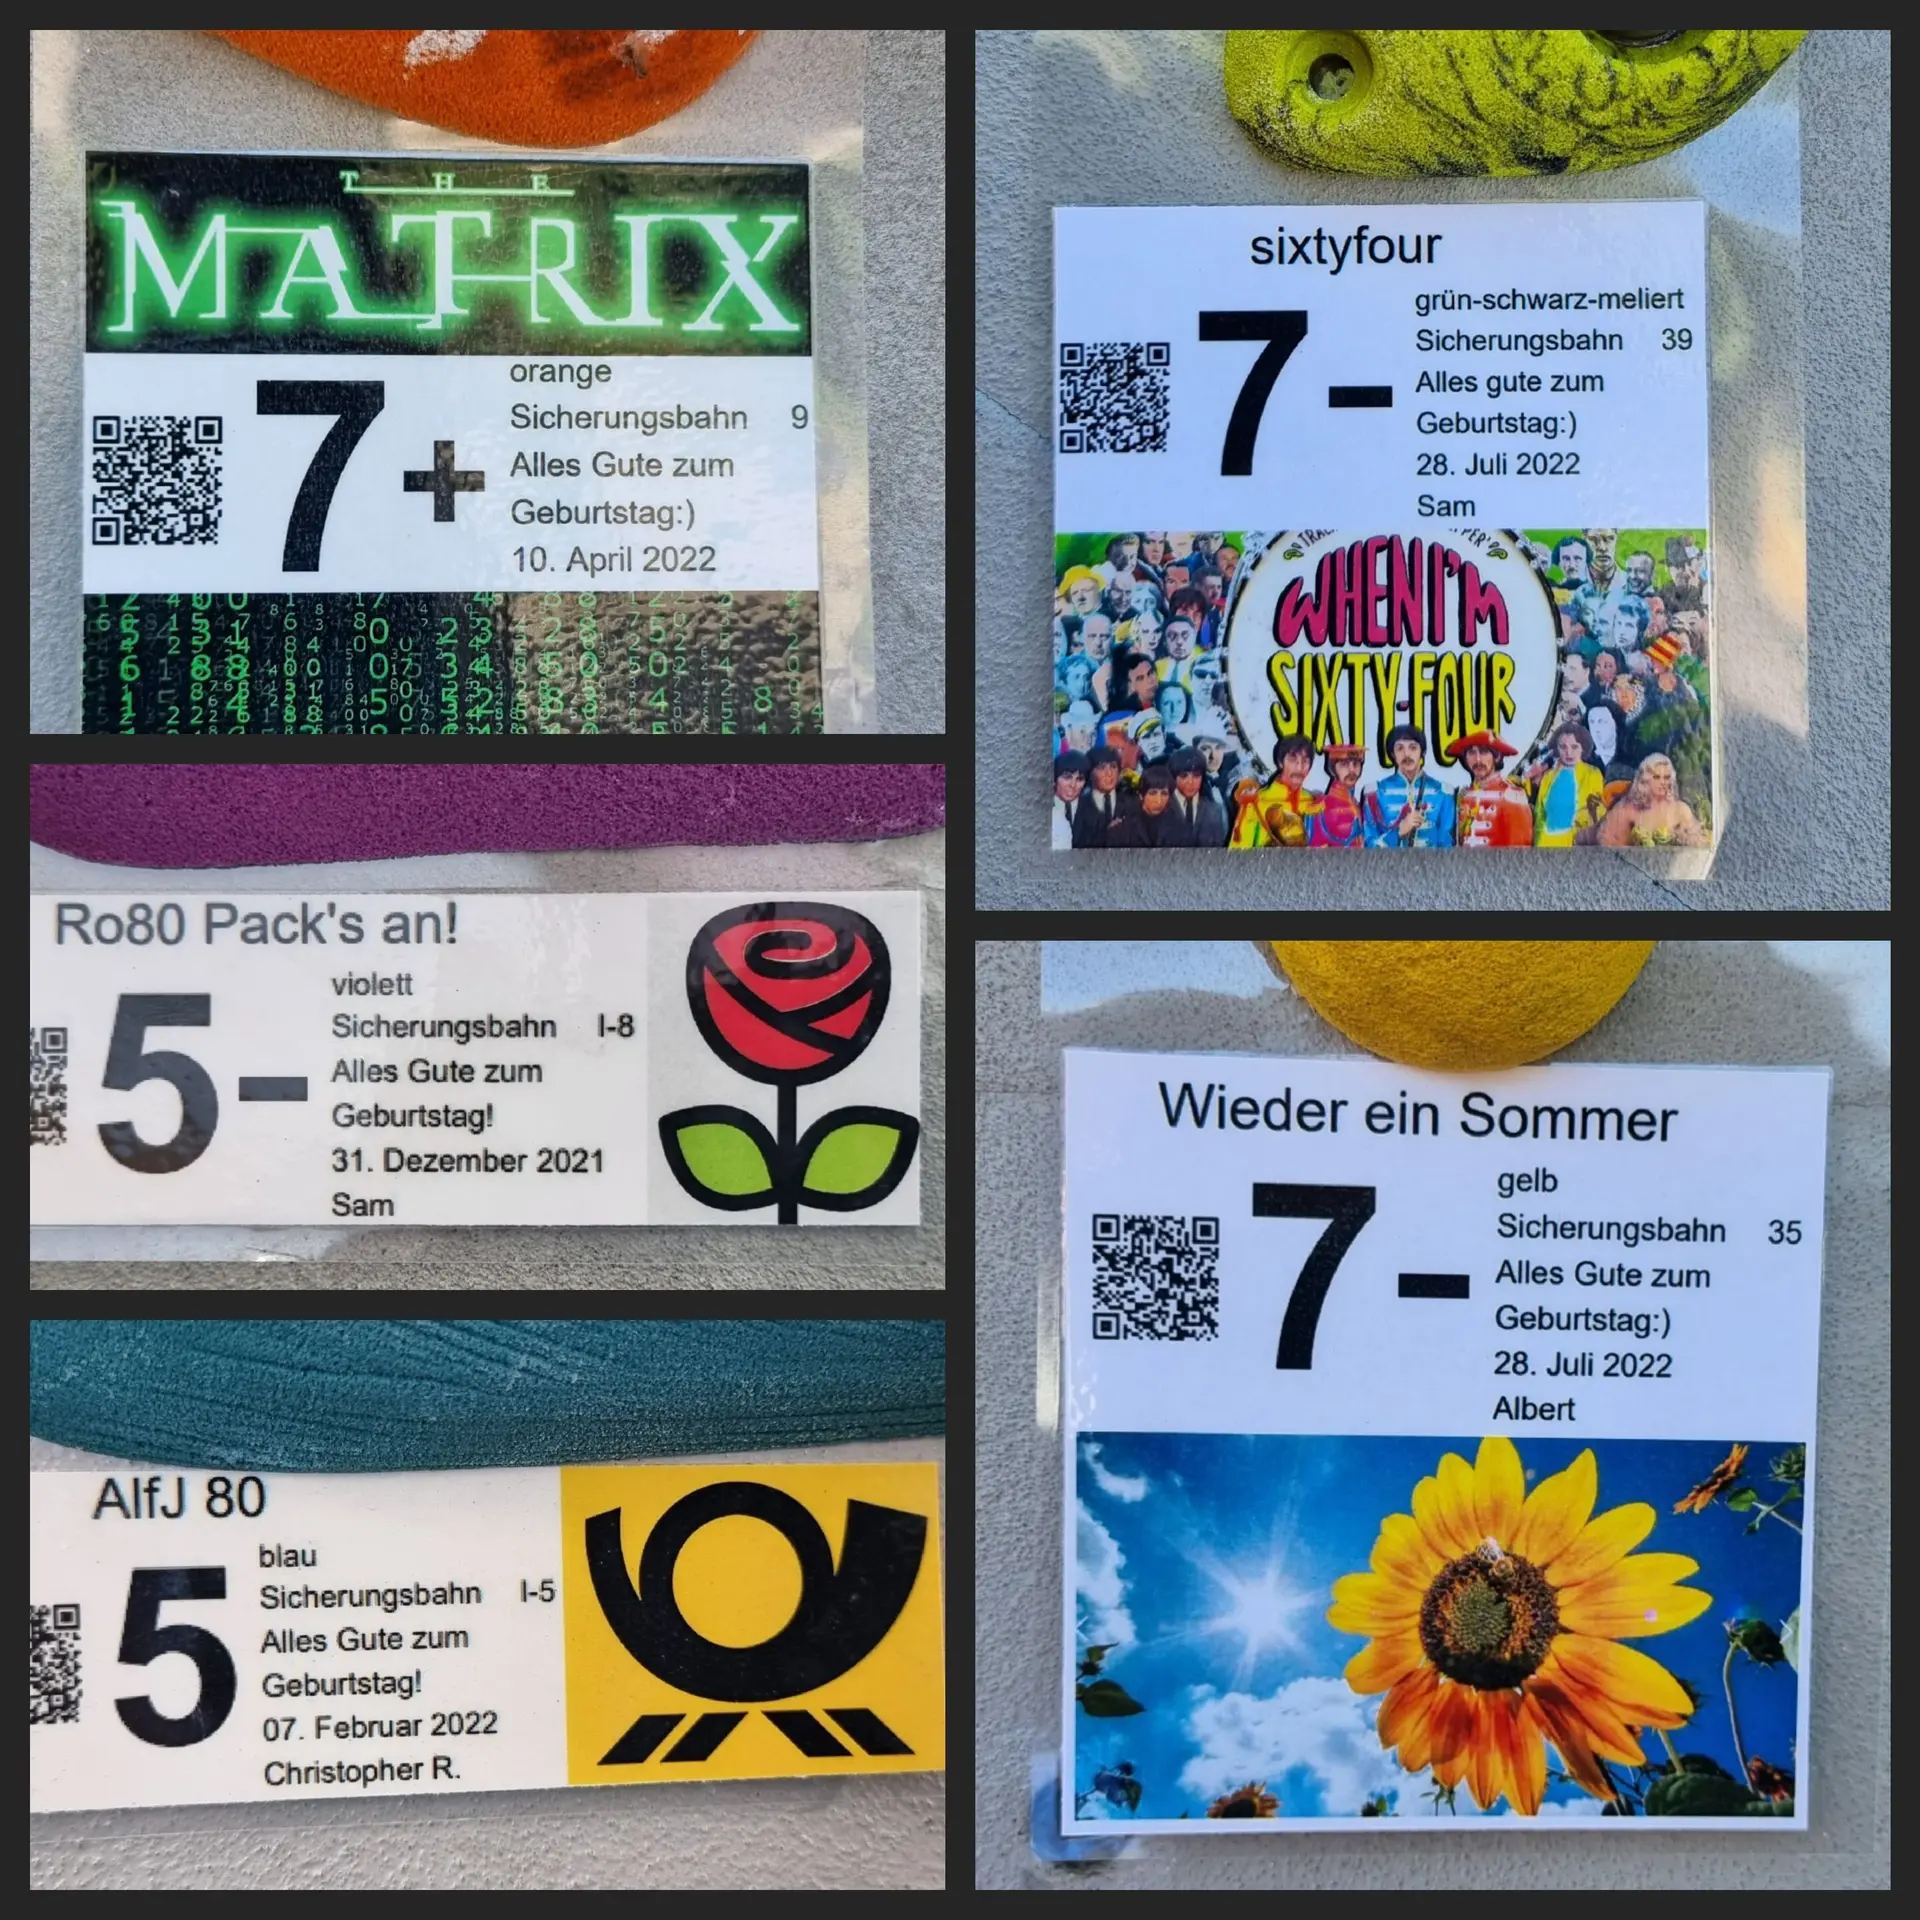 THE
MATRIX
7+
orange
Sicherungsbahn 9
Alles Gute zum
Geburtstag:)
10. April 2022
sixtyfour
7-
grün-schwarz-meliert
Sicherungsbahn 39
Alles gute zum
Geburtstag:)
28. Juli 2022
Sam
WHEN I'M
SIXTY-FOUR
Ro80 Pack's an!
5-
violett
Sicherungsbahn I-8
Alles Gute zum
Geburtstag!
31. Dezember 2021
Sam
Wieder ein Sommer
7-
gelb
Sicherungsbahn 35
Alles Gute zum
Geburtstag:)
28. Juli 2022
Albert
AlfJ 80
5
blau
Sicherungsbahn I-5
Alles Gute zum
Geburtstag!
07. Februar 2022
Christopher R.